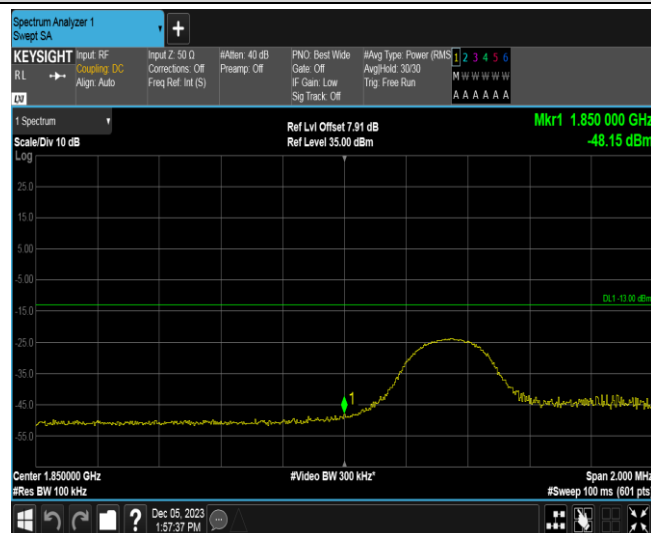 Spectrum Analyzer 1
Swept SA
KEYSIGHT
RL
Input: RF
Coupling: DC
Align: Auto
Input Z: 50 Ω
Corrections: Off
Freq Ref: Int (S)
#Atten: 40 dB
Preamp: Off
PNO: Best Wide
Gate: Off
IF Gain: Low
Sig Track: Off
#Avg Type: Power (RMS
Avg|Hold: 30/30
Trig: Free Run
1 2 3 4 5 6
M W W W W W
A A A A A A
LXI
1 Spectrum
Scale/Div 10 dB
Ref Lvl Offset 7.91 dB
Ref Level 35.00 dBm
Mkr1 1.850 000 GHz
-48.15 dBm
Log
25.0
15.0
5.00
-5.00
-15.0
-25.0
-35.0
-45.0
-55.0
DL1 -13.00 dBm
1
Center 1.850000 GHz
#Res BW 100 kHz
#Video BW 300 kHz*
Span 2.000 MHz
#Sweep 100 ms (601 pts)
?
Dec 05, 2023
1:57:37 PM